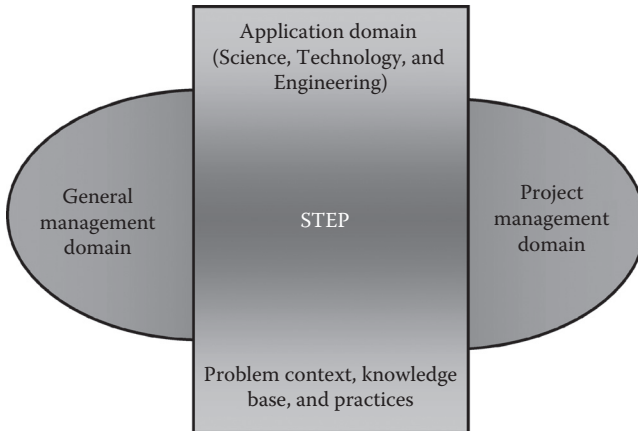 Application domain
(Science, Technology, and
Engineering)
General
management
domain
STEP
Project
management
domain
Problem context, knowledge
base, and practices